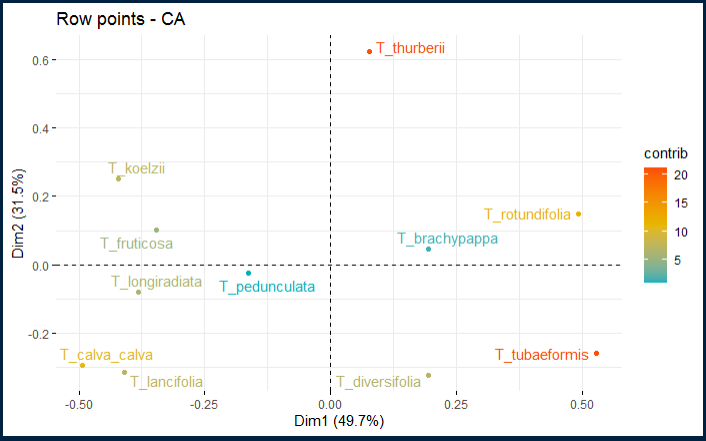 Row points - CA
T_thurberii
0.6
0.4
contrib
T_koelzii
20
0.2
T_rotundifolia
15
T_fruticosa
T_brachypappa
10
Dim2 (31.5%)
0.0
5
T_longiradiata
T_pedunculata
-0.2
T_calva_calva
T_tubaeformis
T_lancifolia
T_diversifolia
-0.50
-0.25
0.00
0.25
0.50
Dim1 (49.7%)